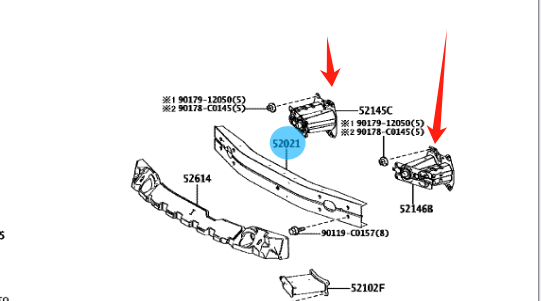 ※1 90179-12050(5)
※2 90178-C0145(5)
52145C
※1 90179-12050(5)
※2 90178-C0145(5)
52021
52614
52146B
90119-C0157(8)
52102F